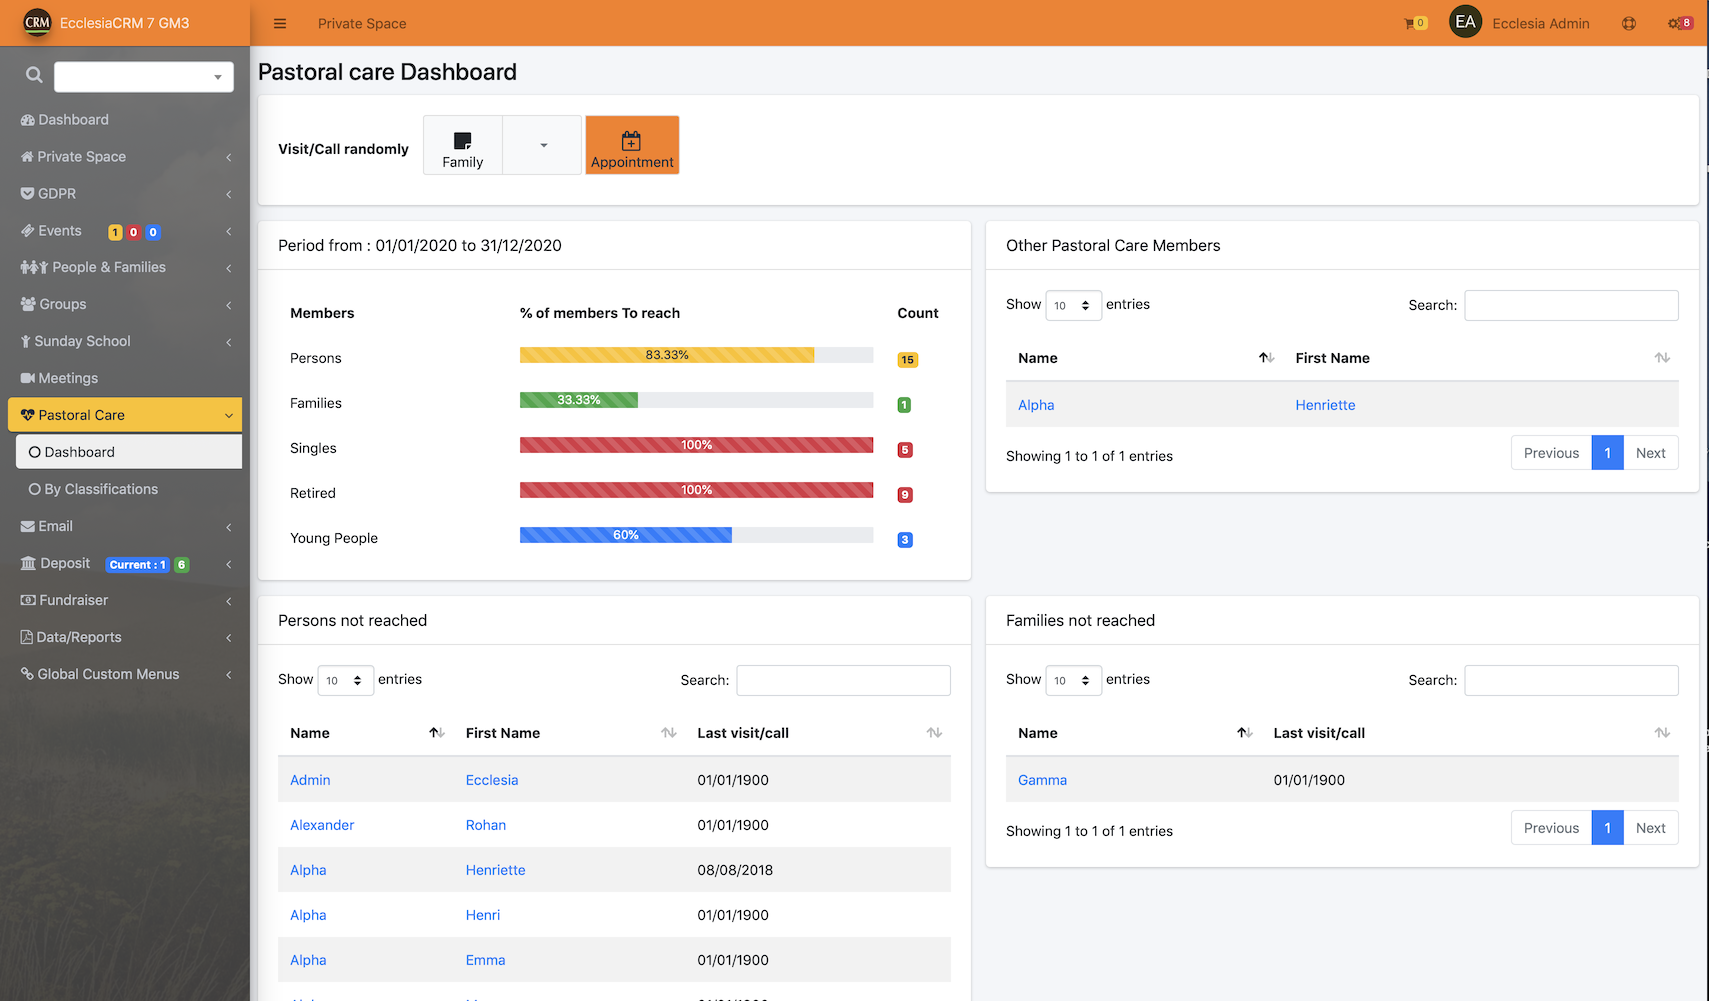 CRM EcclesiaCRM 7 GM3
Private Space
0
EA Ecclesia Admin
8
Dashboard
Private Space
GDPR
Events 1 0 0
People & Families
Groups
Sunday School
Meetings
Pastoral Care
Dashboard
By Classifications
Email
Deposit Current : 1 6
Fundraiser
Data/Reports
Global Custom Menus
Pastoral care Dashboard
Visit/Call randomly
Family
Appointment
Period from : 01/01/2020 to 31/12/2020
Members % of members To reach Count
Persons 83.33% 15
Families 33.33% 1
Singles 100% 5
Retired 100% 9
Young People 60% 3
Other Pastoral Care Members
Show 10 entries Search:
Name First Name
Alpha Henriette
Showing 1 to 1 of 1 entries
Previous 1 Next
Persons not reached
Show 10 entries Search:
Name First Name Last visit/call
Admin Ecclesia 01/01/1900
Alexander Rohan 01/01/1900
Alpha Henriette 08/08/2018
Alpha Henri 01/01/1900
Alpha Emma 01/01/1900
Families not reached
Show 10 entries Search:
Name Last visit/call
Gamma 01/01/1900
Showing 1 to 1 of 1 entries
Previous 1 Next